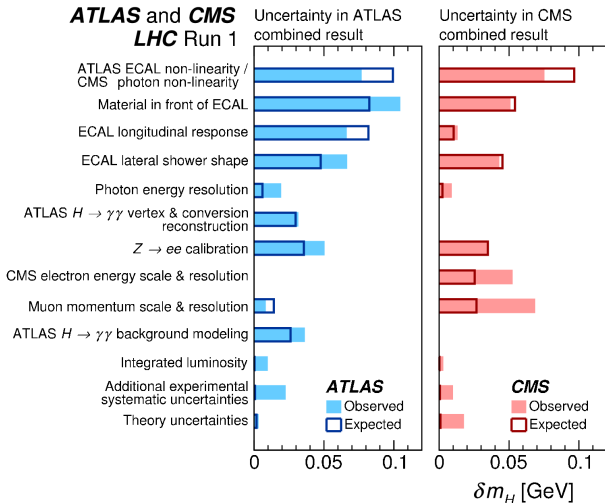 ATLAS and CMS
LHC Run 1
Uncertainty in ATLAS
combined result
Uncertainty in CMS
combined result
ATLAS ECAL non-linearity /
CMS photon non-linearity
Material in front of ECAL
ECAL longitudinal response
ECAL lateral shower shape
Photon energy resolution
ATLAS H → γγ vertex & conversion
reconstruction
Z → ee calibration
CMS electron energy scale & resolution
Muon momentum scale & resolution
ATLAS H → γγ background modeling
Integrated luminosity
Additional experimental
systematic uncertainties
Theory uncertainties
ATLAS
Observed
Expected
CMS
Observed
Expected
0 0.05 0.1
0 0.05 0.1
δm_H [GeV]